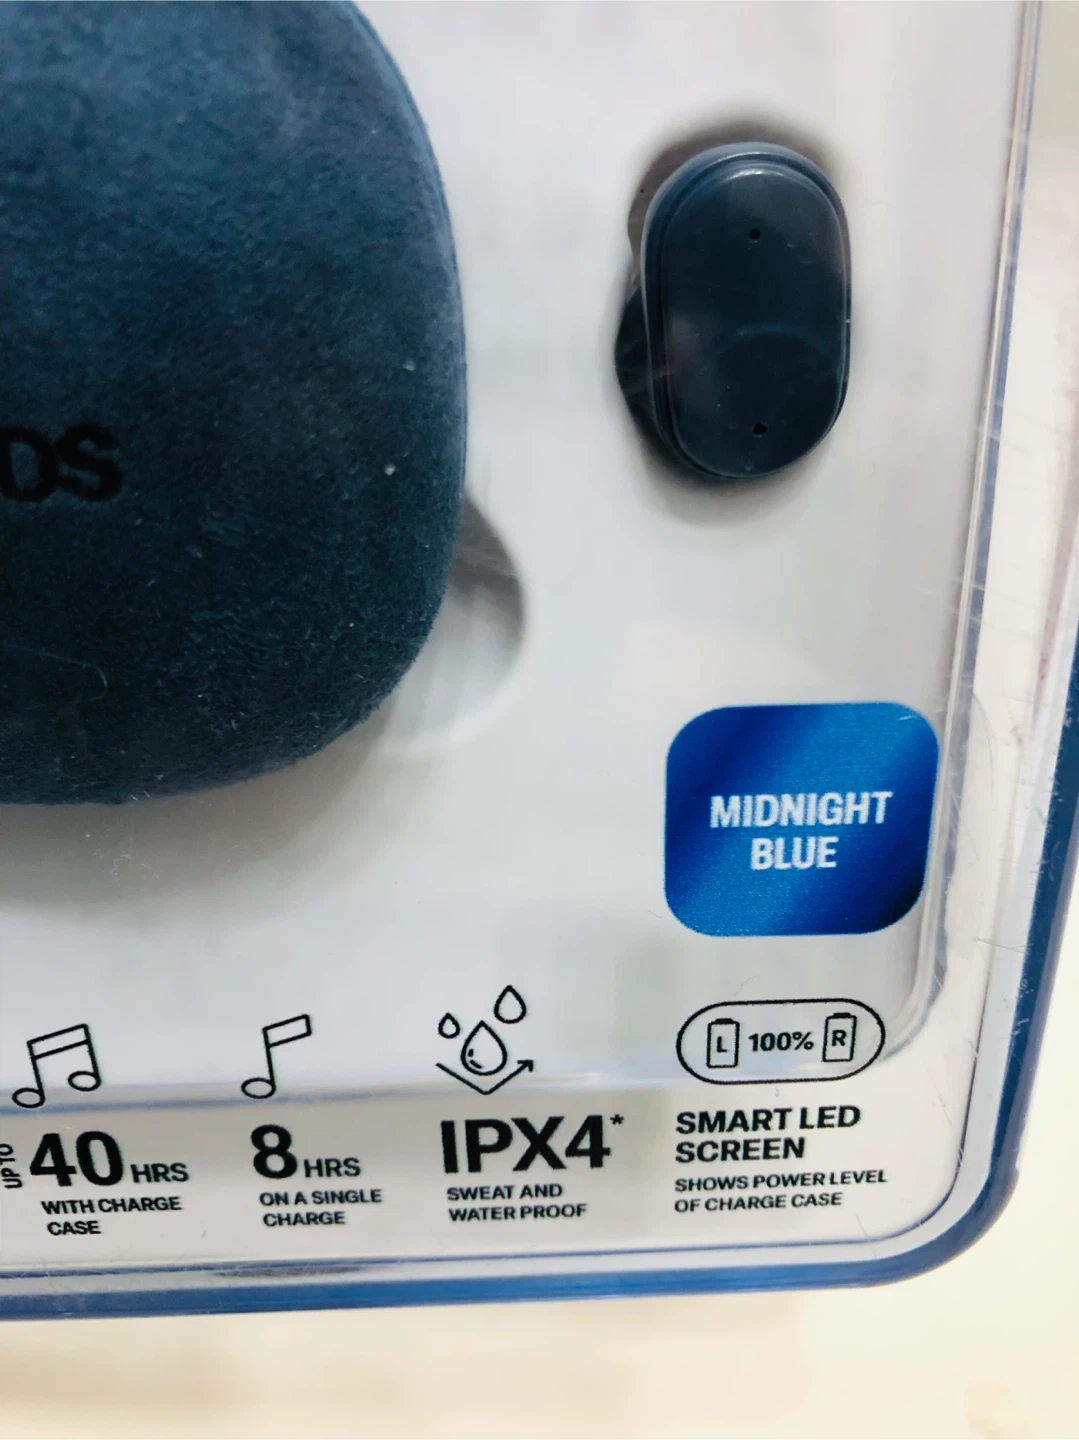 DS
MIDNIGHT
BLUE
L 100% R
UP TO 40 HRS
WITH CHARGE
CASE
8 HRS
ON A SINGLE
CHARGE
IPX4*
SWEAT AND
WATER PROOF
SMART LED
SCREEN
SHOWS POWER LEVEL
OF CHARGE CASE